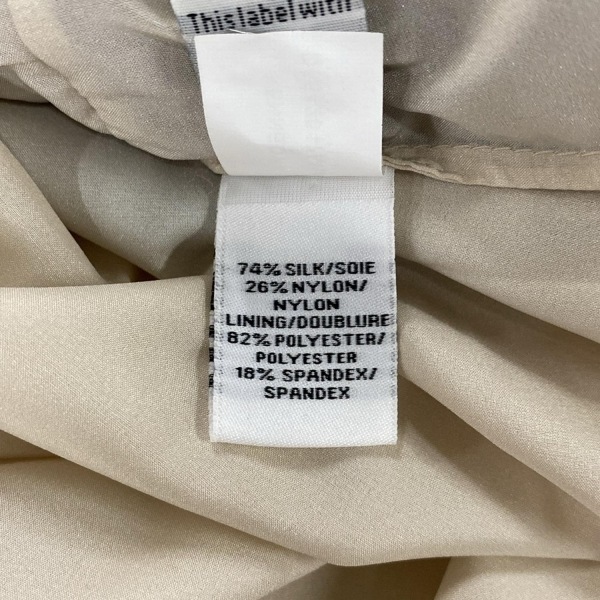 This label with
74% SILK/SOIE
26% NYLON/
NYLON
LINING/DOUBLURE
82% POLYESTER/
POLYESTER
18% SPANDEX/
SPANDEX